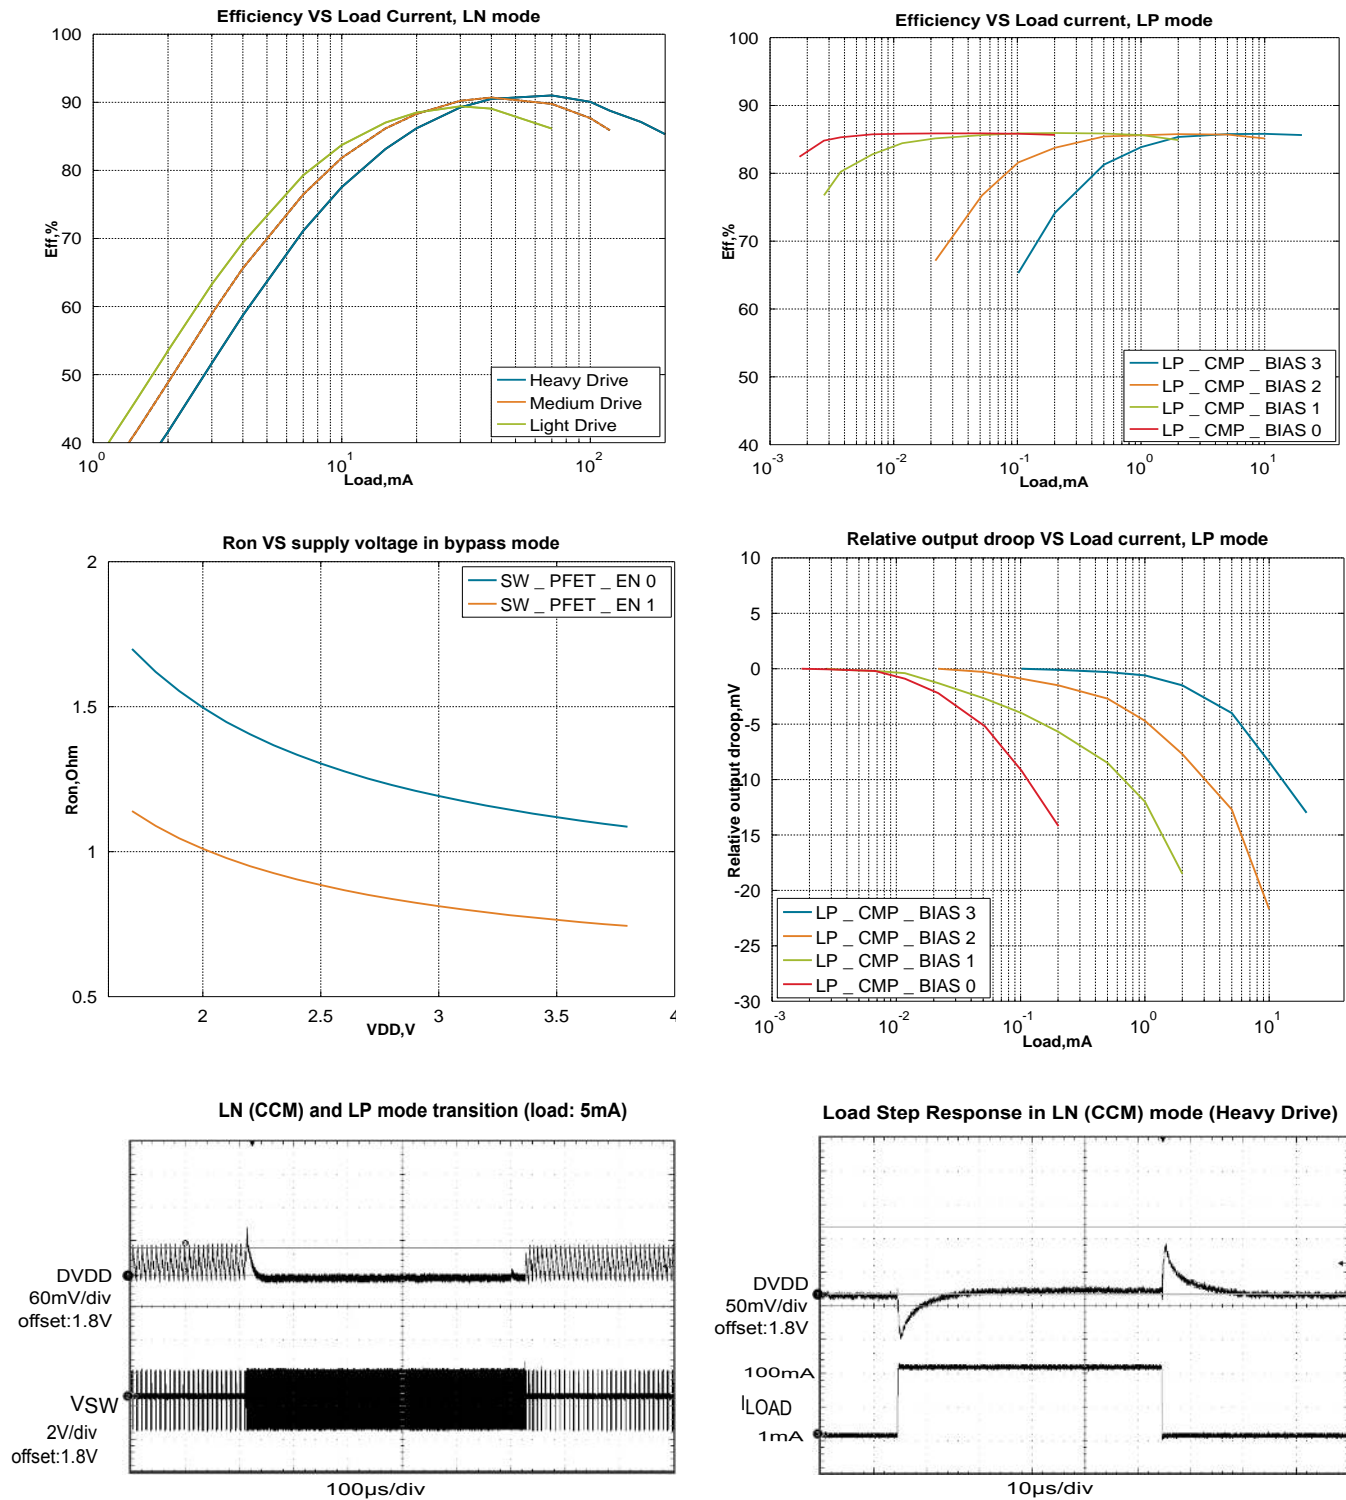 Efficiency VS Load Current, LN mode
100
90
80
70
60
50
40
Eff,%
10^0
10^1
10^2
Load,mA
Heavy Drive
Medium Drive
Light Drive
Efficiency VS Load current, LP mode
100
90
80
70
60
50
40
Eff,%
10^-3
10^-2
10^-1
10^0
10^1
Load,mA
LP _ CMP _ BIAS 3
LP _ CMP _ BIAS 2
LP _ CMP _ BIAS 1
LP _ CMP _ BIAS 0
Ron VS supply voltage in bypass mode
2
1.5
1
0.5
Ron,Ohm
2
2.5
3
3.5
4
VDD,V
SW _ PFET _ EN 0
SW _ PFET _ EN 1
Relative output droop VS Load current, LP mode
10
5
0
-5
-10
-15
-20
-25
-30
Relative output droop,mV
10^-3
10^-2
10^-1
10^0
10^1
Load,mA
LP _ CMP _ BIAS 3
LP _ CMP _ BIAS 2
LP _ CMP _ BIAS 1
LP _ CMP _ BIAS 0
LN (CCM) and LP mode transition (load: 5mA)
DVDD
60mV/div
offset:1.8V
VSW
2V/div
offset:1.8V
100µs/div
Load Step Response in LN (CCM) mode (Heavy Drive)
DVDD
50mV/div
offset:1.8V
100mA
ILOAD
1mA
10µs/div